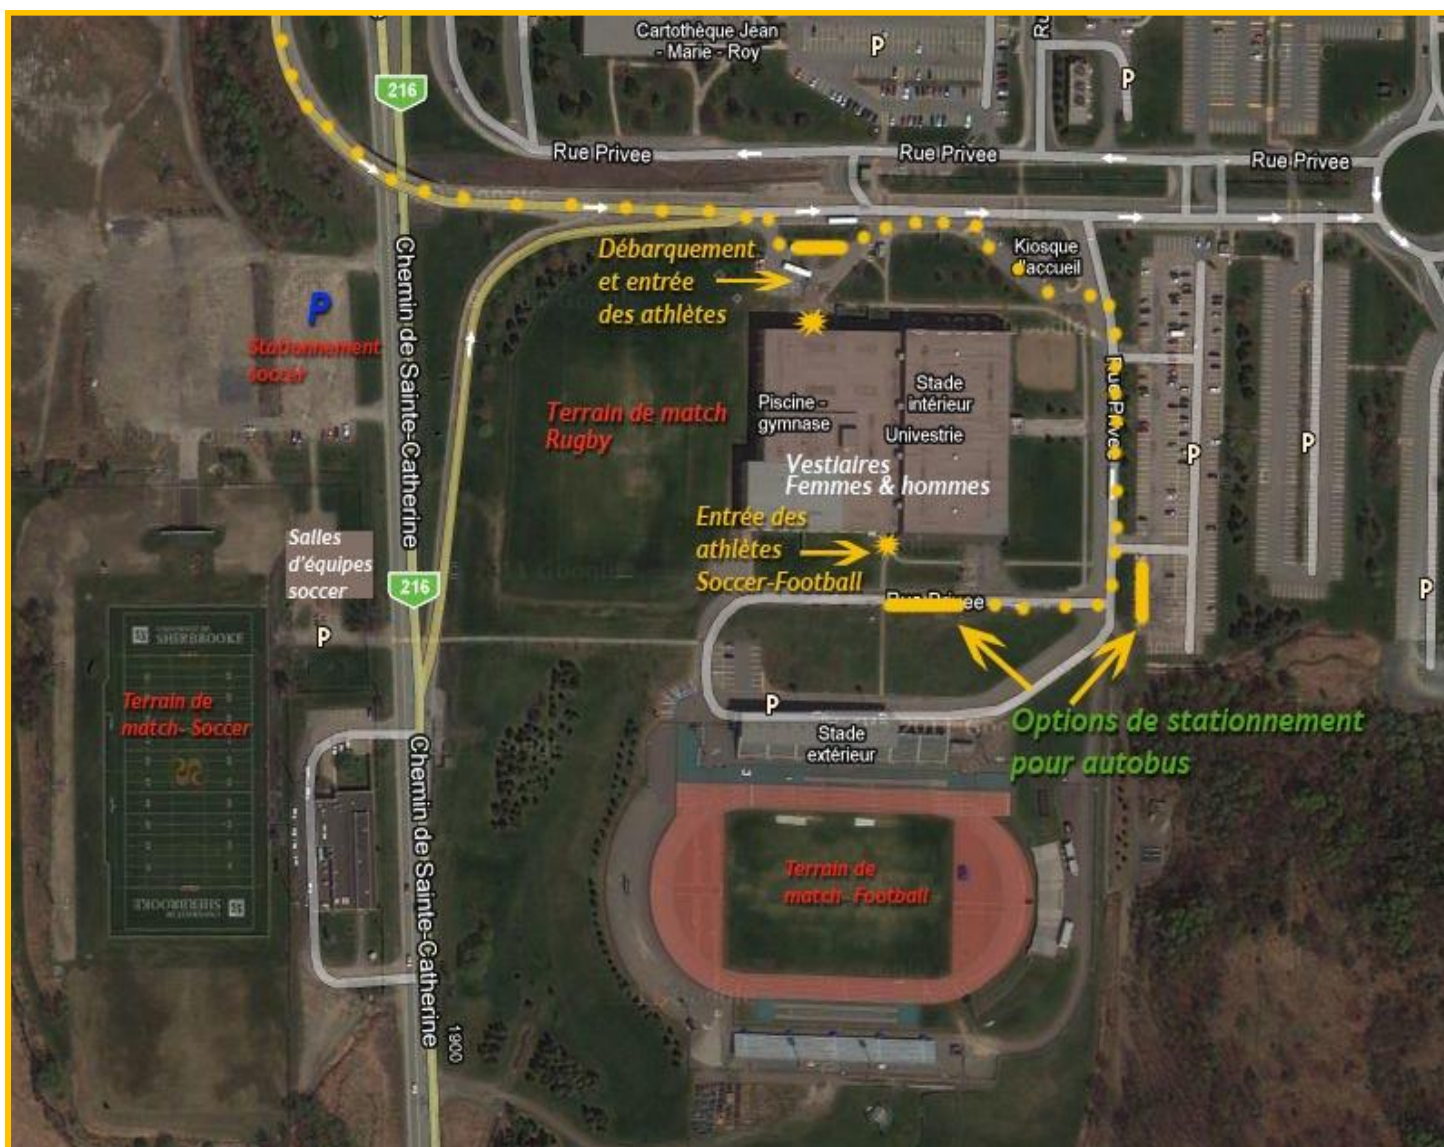 Cartothèque Jean
- Marie - Roy
P
P
216
Rue Privee
Rue Privee
Rue Privee
Débarquement
et entrée
des athlètes
Kiosque
d'accueil
Chemin de Sainte-Catherine
P
Stationnement
soccer
Terrain de match
Rugby
Piscine -
gymnase
Stade
intérieur
Univestrie
Rue Privee
P
P
P
Vestiaires
Femmes & hommes
Entrée des
athlètes
Soccer-Football
Salles
d'équipes
soccer
216
Rue Privee
P
SHERBROOKE
Terrain de
match- Soccer
P
Stade
extérieur
Options de stationnement
pour autobus
Chemin de Sainte-Catherine
Terrain de
match- Football
UNIVERSITÉ DE
SHERBROOKE
1900